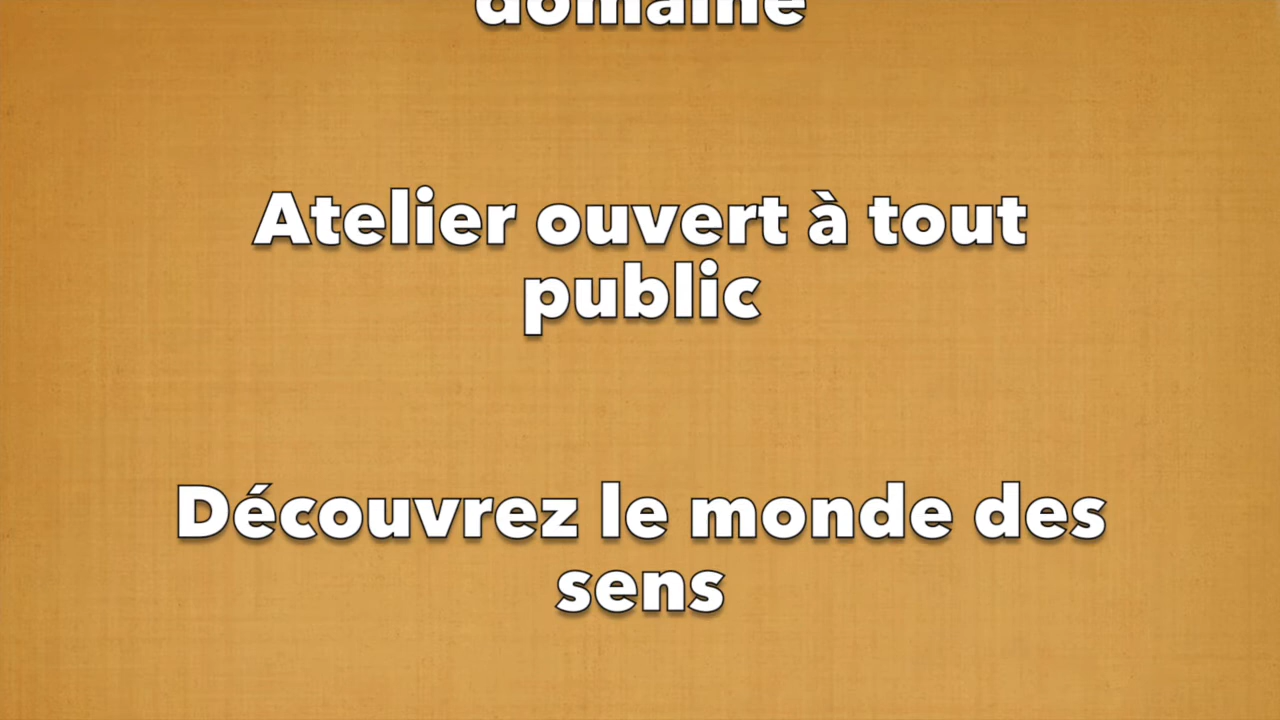 domaine
Atelier ouvert à tout
public
Découvrez le monde des
sens